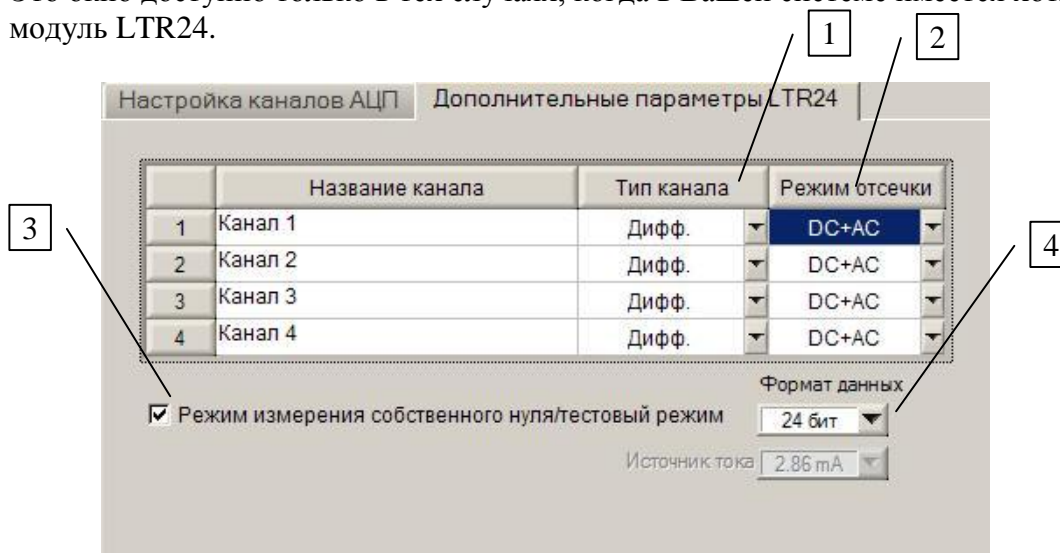 модуль LTR24.
1 2
Настройка каналов АЦП Дополнительные параметры LTR24
Название канала Тип канала Режим отсечки
1 Канал 1 Дифф. DC+AC
2 Канал 2 Дифф. DC+AC
3 Канал 3 Дифф. DC+AC
4 Канал 4 Дифф. DC+AC
3
4
Формат данных
Режим измерения собственного нуля/тестовый режим 24 бит
Источник тока 2.86 mA